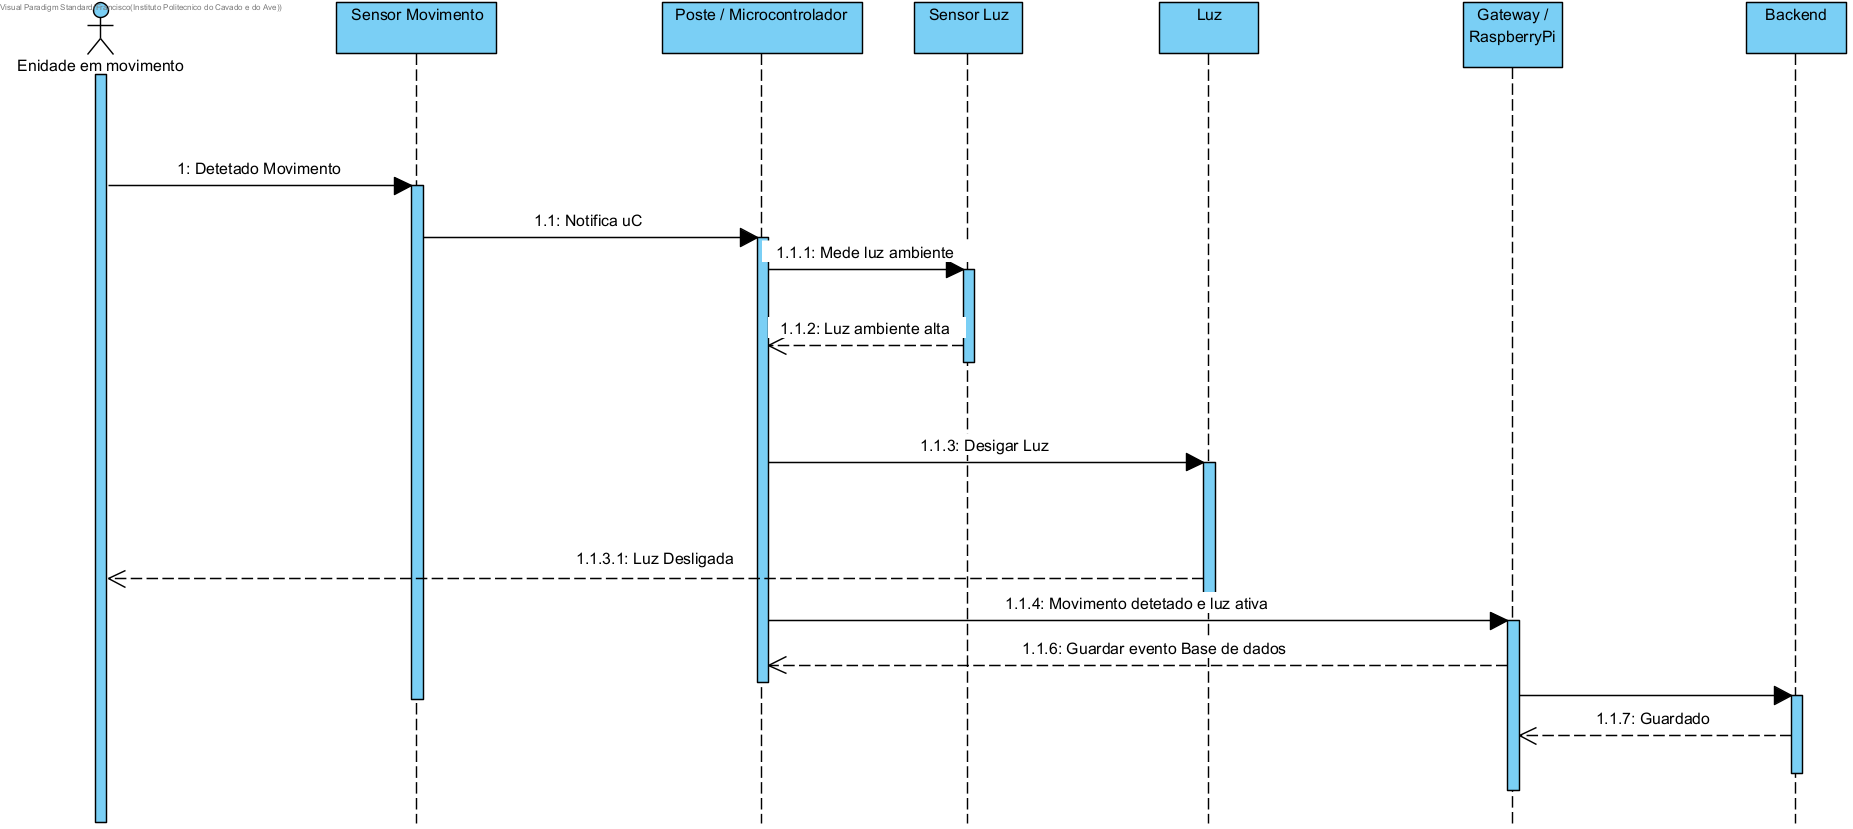 Visual Paradigm Standard(Francisco(Instituto Politecnico do Cavado e do Ave))
Enidade em movimento
Sensor Movimento
Poste / Microcontrolador
Sensor Luz
Luz
Gateway /
RaspberryPi
Backend
1: Detetado Movimento
1.1: Notifica uC
1.1.1: Mede luz ambiente
1.1.2: Luz ambiente alta
1.1.3: Desigar Luz
1.1.3.1: Luz Desligada
1.1.4: Movimento detetado e luz ativa
1.1.6: Guardar evento Base de dados
1.1.7: Guardado